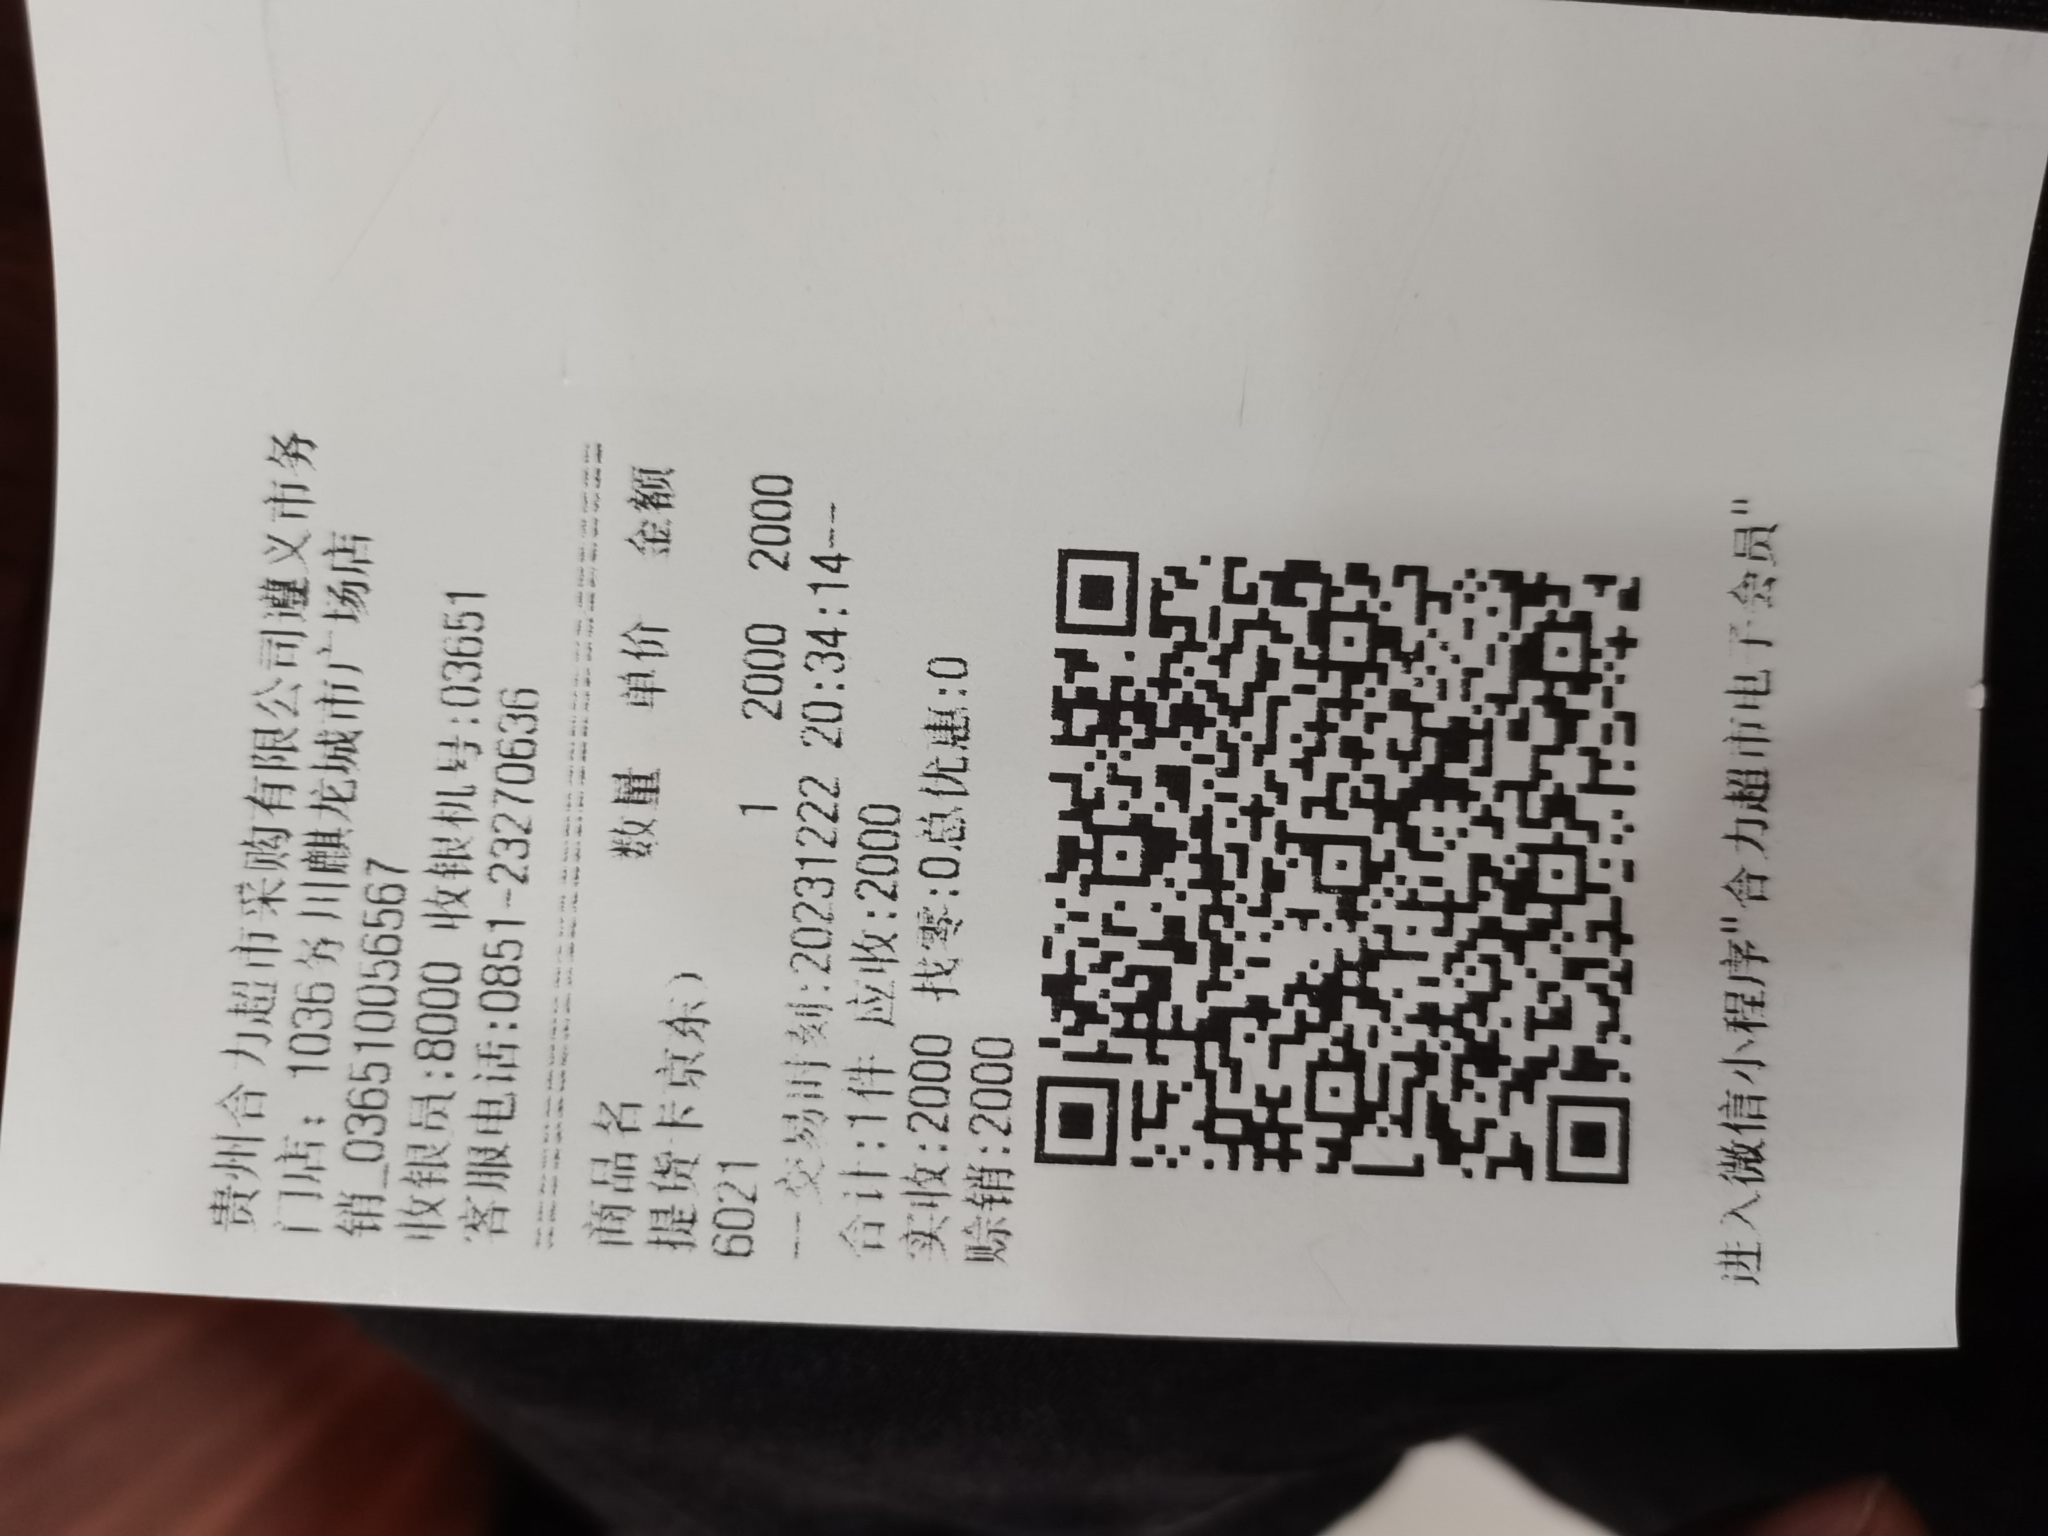 贵州合力超市采购有限公司遵义市务
门店: 1036务川麒龙城市广场店
销_036510056567
收银员:8000 收银机号:03651
客服电话:0851-23270636
商品名 数量 单价 金额
提货卡京东)
6021 1 2000 2000
--交易时刻:20231222 20:34:14--
合计:1件 应收:2000
实收:2000 找零:0总优惠:0
赊销:2000
进入微信小程序"合力超市电子会员"